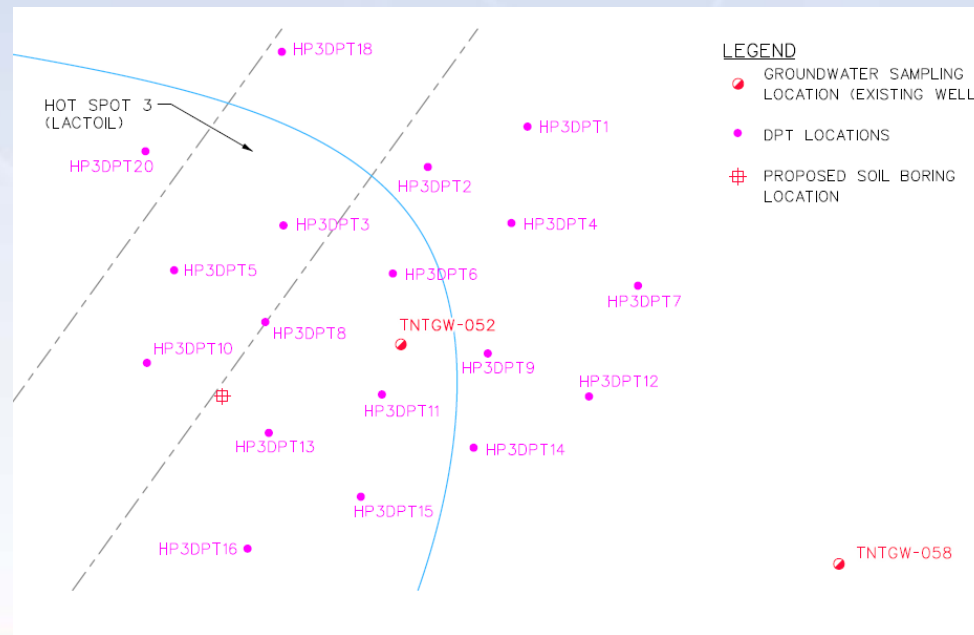 HP3DPT18
LEGEND
GROUNDWATER SAMPLING
LOCATION (EXISTING WELL
HOT SPOT 3
(LACTOIL)
HP3DPT1
DPT LOCATIONS
HP3DPT20
HP3DPT2
PROPOSED SOIL BORING
LOCATION
HP3DPT3
HP3DPT4
HP3DPT5
HP3DPT6
HP3DPT7
TNTGW-052
HP3DPT8
HP3DPT10
HP3DPT9
HP3DPT12
HP3DPT11
HP3DPT13
HP3DPT14
HP3DPT15
HP3DPT16
TNTGW-058